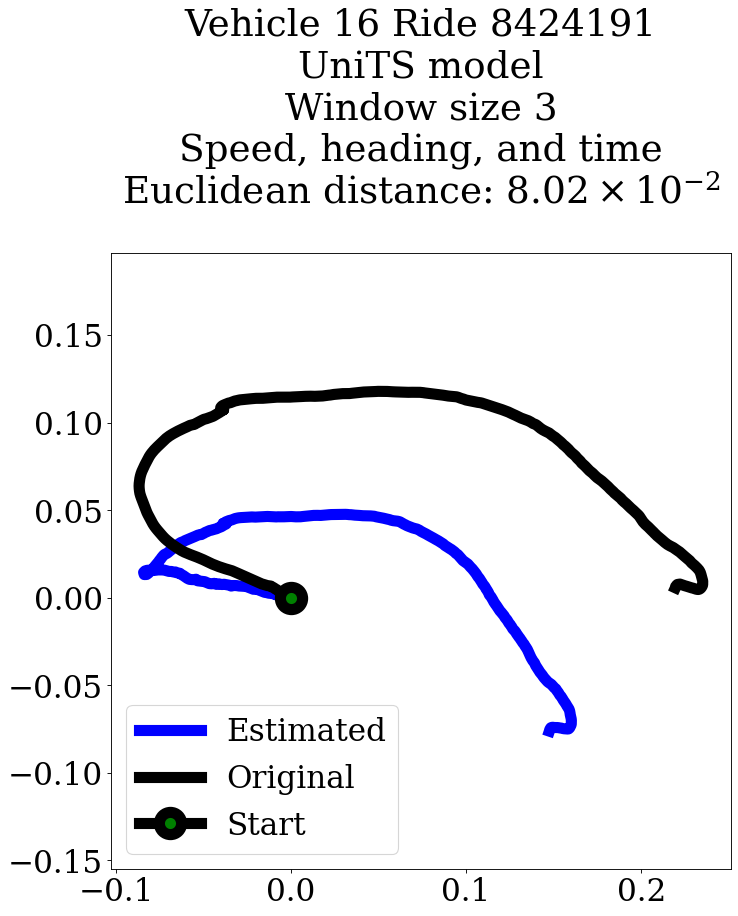 Vehicle 16 Ride 8424191
UniTS model
Window size 3
Speed, heading, and time
Euclidean distance: 8.02 × 10⁻²
0.15
0.10
0.05
0.00
−0.05
−0.10
−0.15
−0.1
0.0
0.1
0.2
Estimated
Original
Start